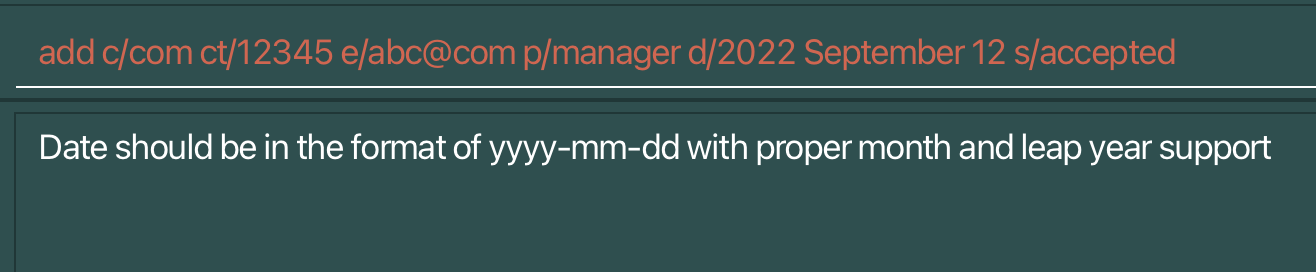 add c/com ct/12345 e/abc@com p/manager d/2022 September 12 s/accepted
Date should be in the format of yyyy-mm-dd with proper month and leap year support